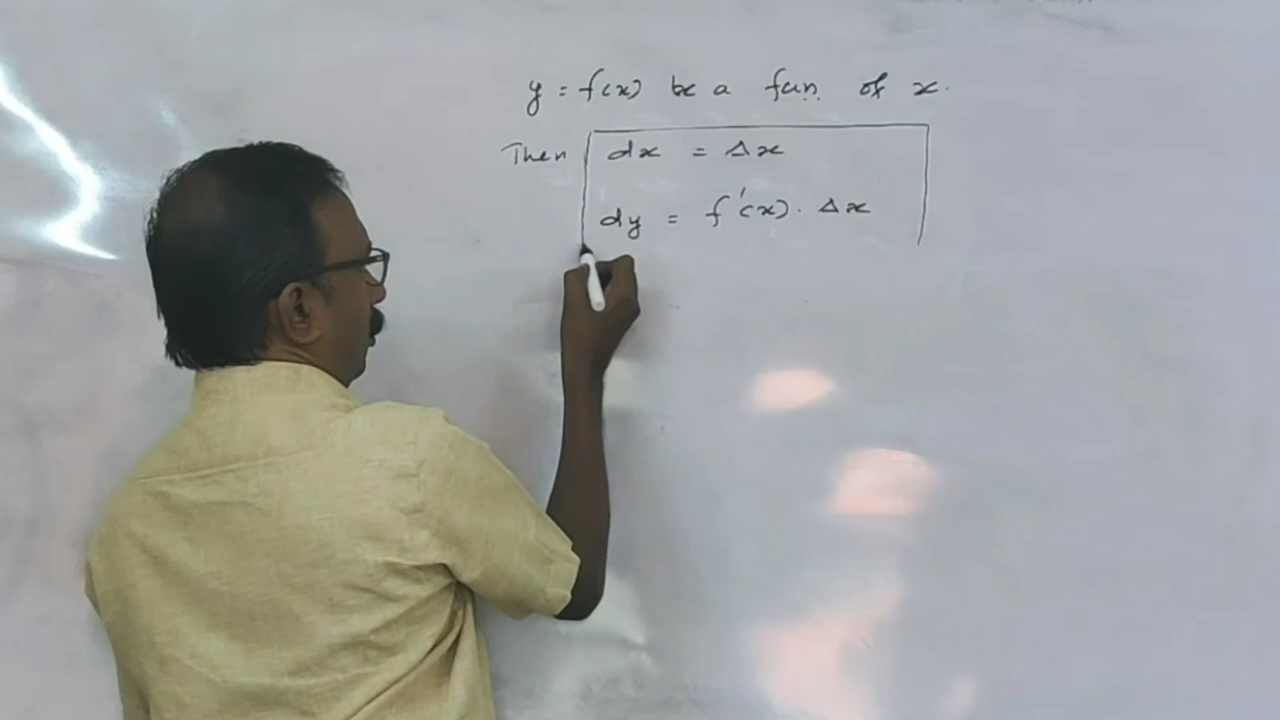 y = f(x) be a fun. of x.
Then dx = Δx
dy = f'(x). Δx